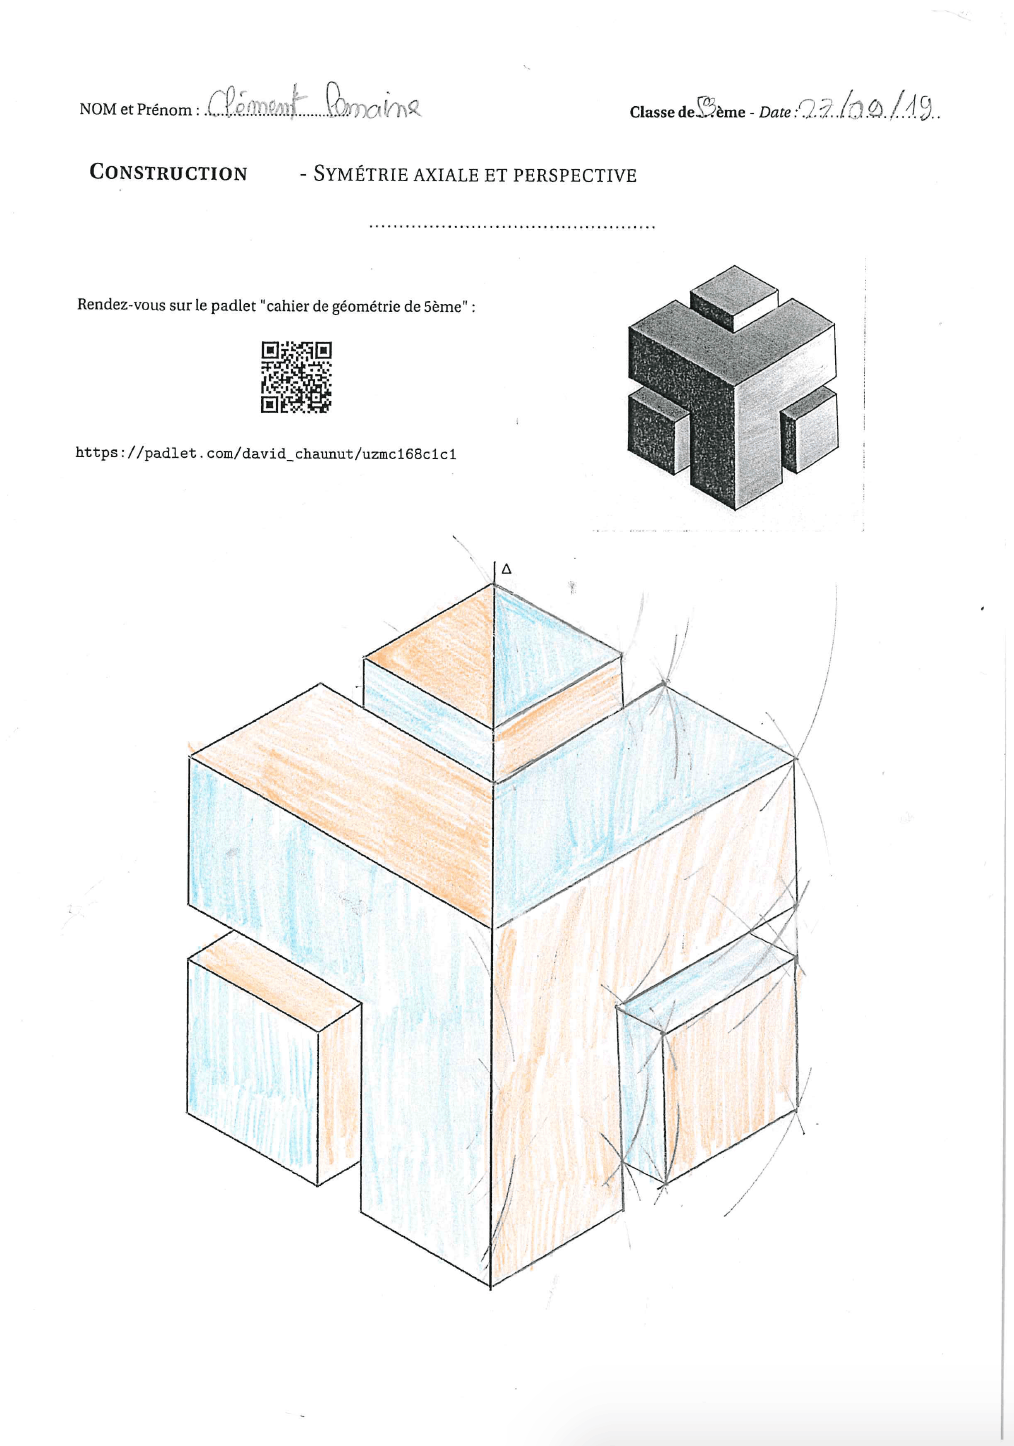 NOM et Prénom : Clément Romaine
Classe de 5ème - Date : 27/09/19
CONSTRUCTION - SYMÉTRIE AXIALE ET PERSPECTIVE
Rendez-vous sur le padlet "cahier de géométrie de 5ème" :
https://padlet.com/david_chaunut/uzmc168c1c1
Δ